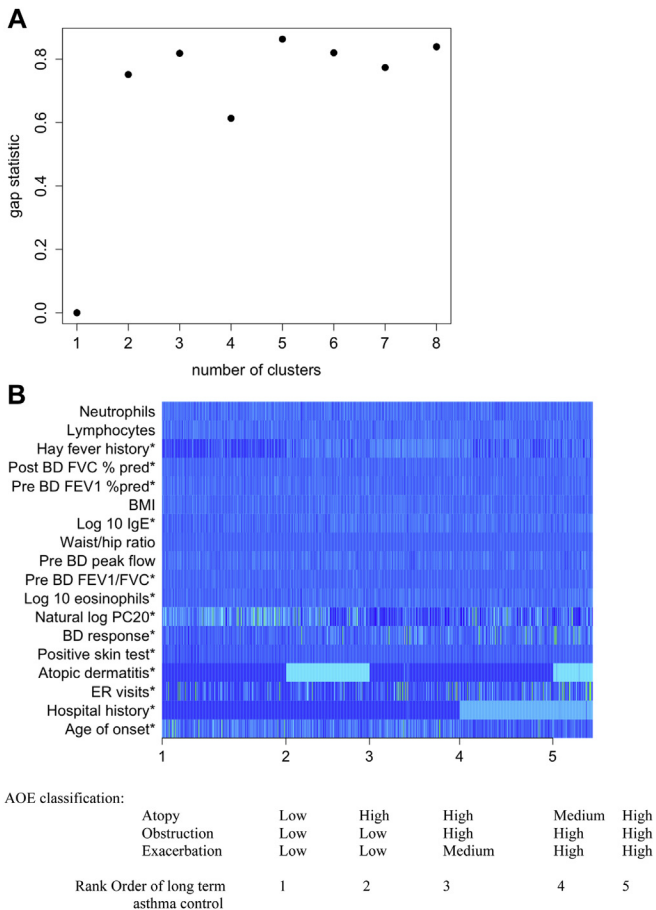 A
gap statistic
0.8
0.6
0.4
0.2
0.0
1 2 3 4 5 6 7 8
number of clusters
B
Neutrophils
Lymphocytes
Hay fever history*
Post BD FVC % pred*
Pre BD FEV1 %pred*
BMI
Log 10 IgE*
Waist/hip ratio
Pre BD peak flow
Pre BD FEV1/FVC*
Log 10 eosinophils*
Natural log PC20*
BD response*
Positive skin test*
Atopic dermatitis*
ER visits*
Hospital history*
Age of onset*
1 2 3 4 5
AOE classification:
Atopy Low High High Medium High
Obstruction Low Low High High High
Exacerbation Low Low Medium High High
Rank Order of long term 1 2 3 4 5
asthma control